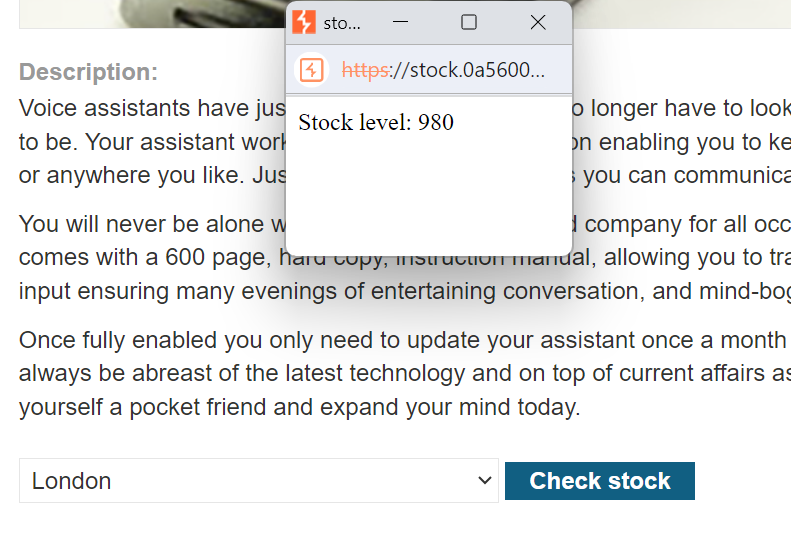 sto...
https://stock.0a5600...
Stock level: 980
Description:
Voice assistants have jus o longer have to look
to be. Your assistant work on enabling you to ke
or anywhere you like. Jus s you can communica
You will never be alone w d company for all occ
comes with a 600 page, hard copy, instruction manual, allowing you to tra
input ensuring many evenings of entertaining conversation, and mind-bog
Once fully enabled you only need to update your assistant once a month
always be abreast of the latest technology and on top of current affairs as
yourself a pocket friend and expand your mind today.
London
Check stock